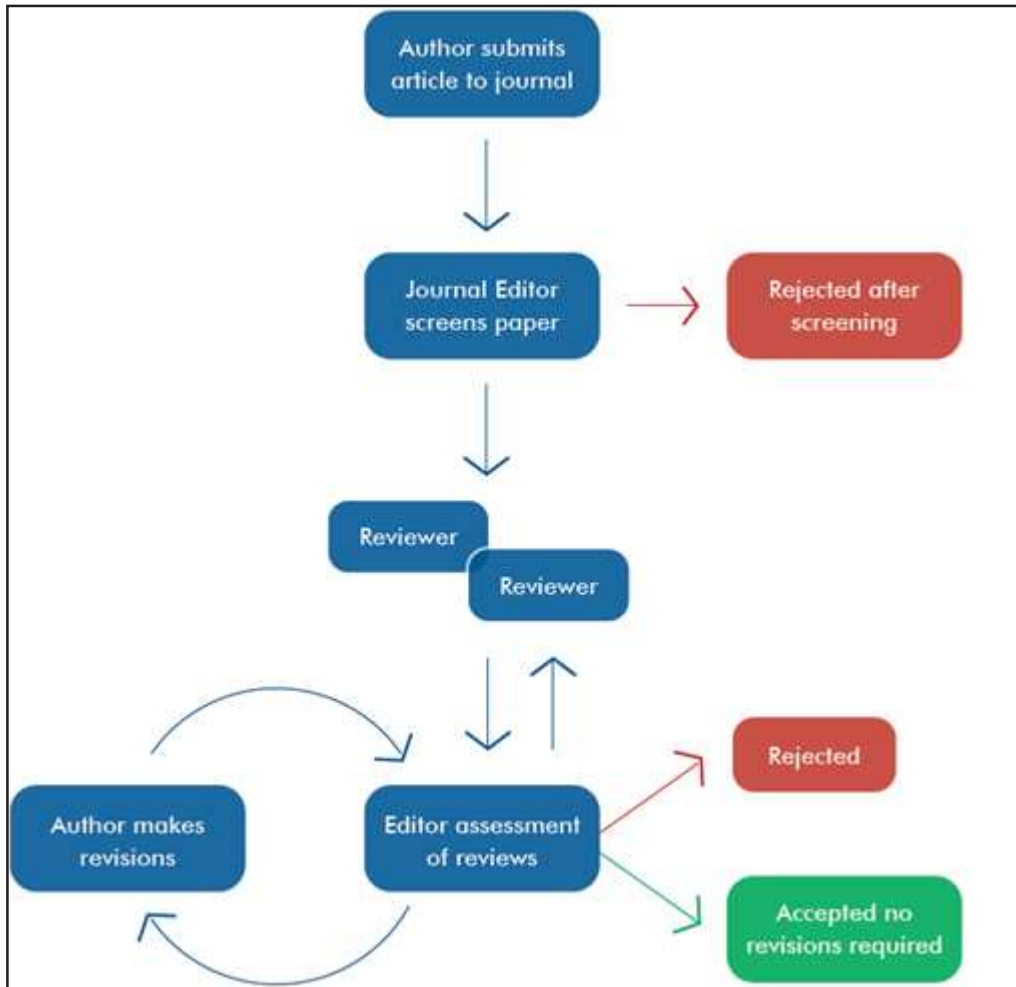 Author submits
article to journal
Journal Editor
screens paper
Rejected after
screening
Reviewer
Reviewer
Rejected
Author makes
revisions
Editor assessment
of reviews
Accepted no
revisions required